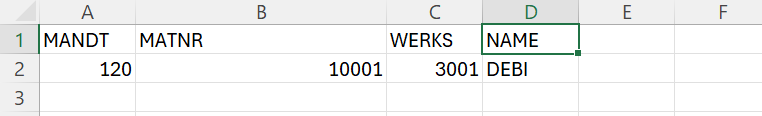 A B C D E F
1 MANDT MATNR WERKS NAME
2 120 10001 3001 DEBI
3